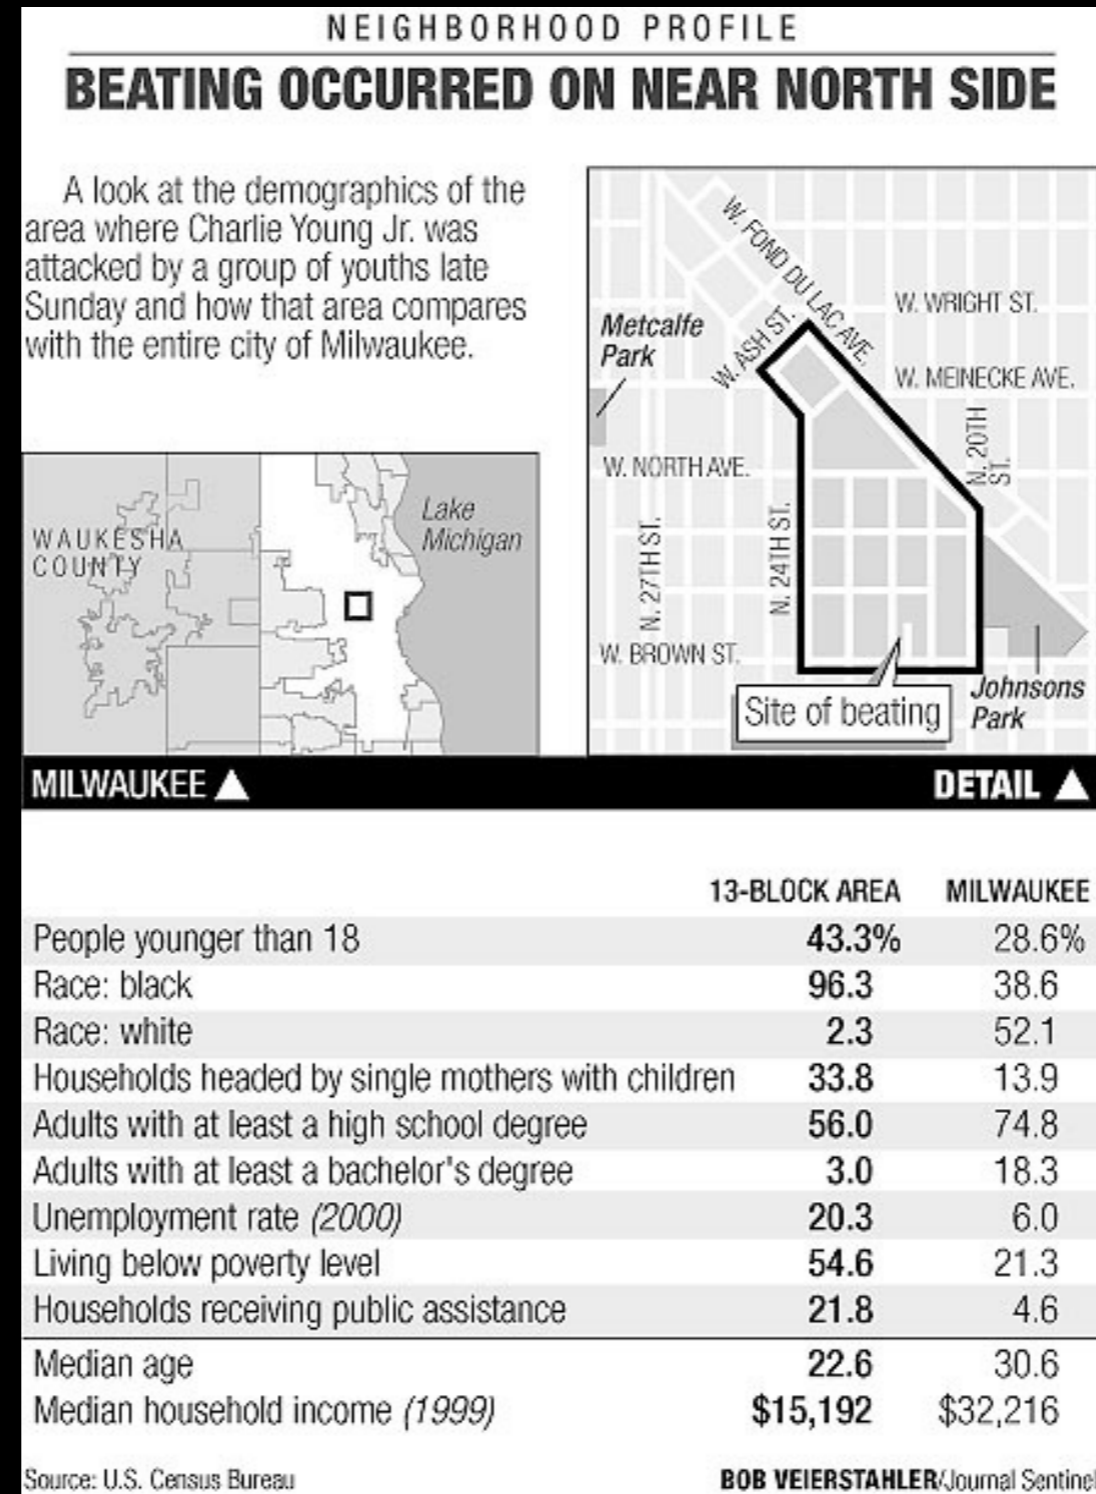 NEIGHBORHOOD PROFILE
BEATING OCCURRED ON NEAR NORTH SIDE
A look at the demographics of the
area where Charlie Young Jr. was
attacked by a group of youths late
Sunday and how that area compares
with the entire city of Milwaukee.
WAUKESHA
COUNTY
Lake
Michigan
MILWAUKEE ▲
W. FOND DU LAC AVE.
W. WRIGHT ST.
Metcalfe
Park
W. ASH ST.
W. MEINECKE AVE.
N. 20TH
ST.
W. NORTH AVE.
N. 27TH ST.
N. 24TH ST.
W. BROWN ST.
Site of beating
Johnsons
Park
DETAIL ▲
13-BLOCK AREA MILWAUKEE
People younger than 18 43.3% 28.6%
Race: black 96.3 38.6
Race: white 2.3 52.1
Households headed by single mothers with children 33.8 13.9
Adults with at least a high school degree 56.0 74.8
Adults with at least a bachelor's degree 3.0 18.3
Unemployment rate (2000) 20.3 6.0
Living below poverty level 54.6 21.3
Households receiving public assistance 21.8 4.6
Median age 22.6 30.6
Median household income (1999) $15,192 $32,216
Source: U.S. Census Bureau
BOB VEIERSTAHLER/Journal Sentinel